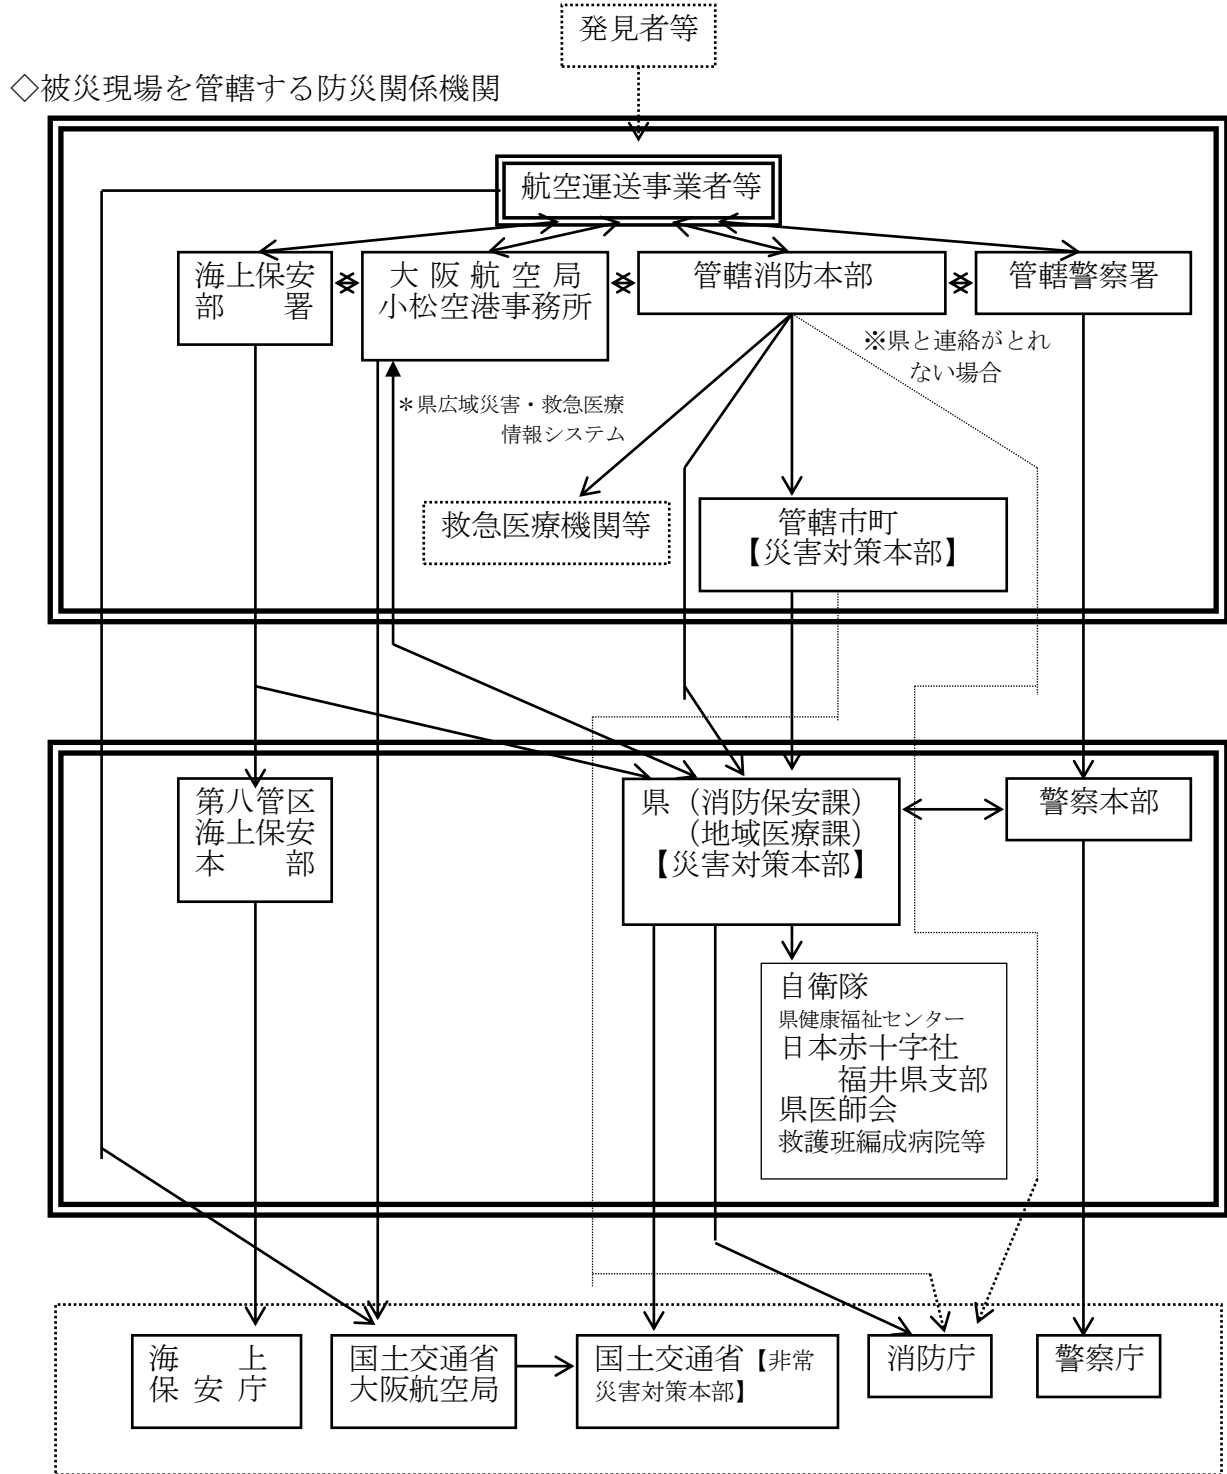 発見者等
◇被災現場を管轄する防災関係機関
航空運送事業者等
海上保安
部 署
大阪航空局
小松空港事務所
管轄消防本部
管轄警察署
※県と連絡がとれ
ない場合
＊県広域災害・救急医療
情報システム
救急医療機関等
管轄市町
【災害対策本部】
第八管区
海上保安
本 部
県（消防保安課）
（地域医療課）
【災害対策本部】
警察本部
自衛隊
県健康福祉センター
日本赤十字社
福井県支部
県医師会
救護班編成病院等
海 上
保 安 庁
国土交通省
大阪航空局
国土交通省【非常
災害対策本部】
消防庁
警察庁